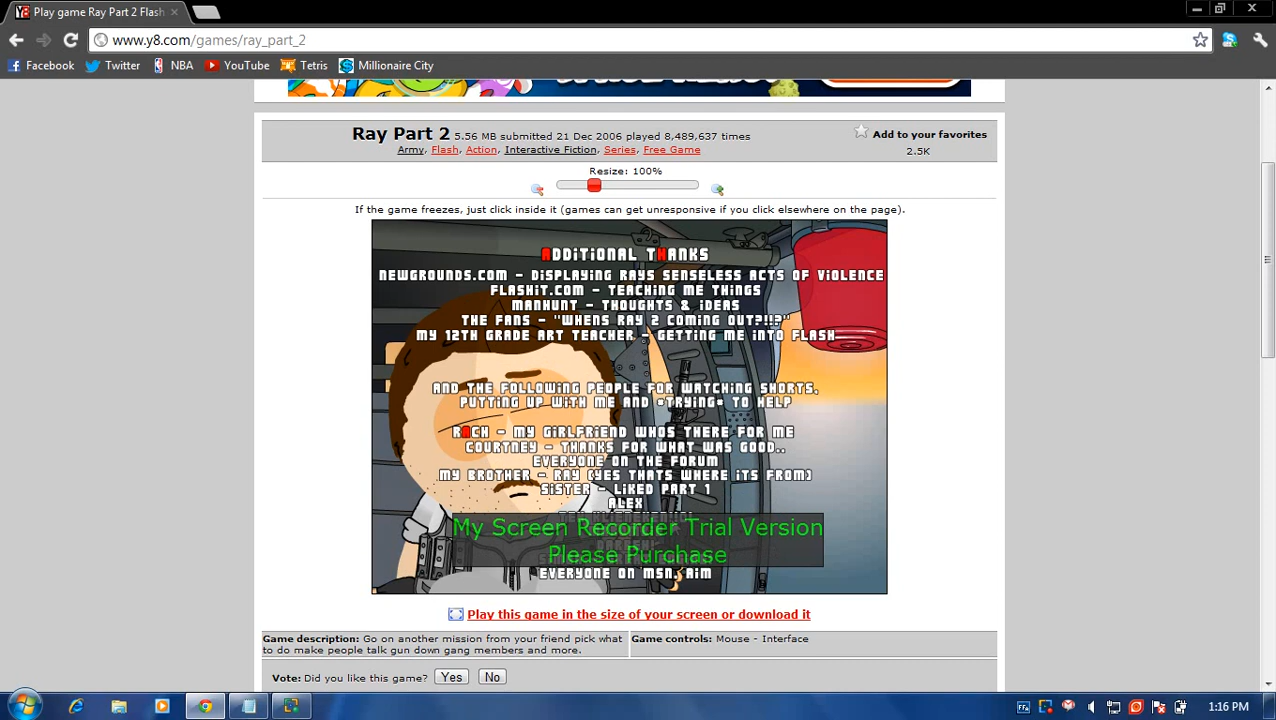 Play game Ray Part 2 Flash
www.y8.com/games/ray_part_2
Facebook Twitter NBA YouTube Tetris Millionaire City
Ray Part 2 5.56 MB submitted 21 Dec 2006 played 8,489,637 times
Add to your favorites
Army, Flash, Action, Interactive Fiction, Series, Free Game
2.5K
Resize: 100%
If the game freezes, just click inside it (games can get unresponsive if you click elsewhere on the page).
ADDITIONAL THANKS
NEWGROUNDS.COM - DISPLAYING RAYS SENSELESS ACTS OF VIOLENCE
FLASHIT.COM - TEACHING ME THINGS
MANHUNT - THOUGHTS & IDEAS
THE FANS - "WHENS RAY 2 COMING OUT?!!?"
MY 12TH GRADE ART TEACHER - GETTING ME INTO FLASH
AND THE FOLLOWING PEOPLE FOR WATCHING SHORTS,
PUTTING UP WITH ME AND *TRYING* TO HELP
RACH - MY GIRLFRIEND WHOS THERE FOR ME
COURTNEY - THANKS FOR WHAT WAS GOOD..
EVERYONE ON THE FORUM
MY BROTHER - RAY (YES THATS WHERE ITS FROM)
SISTER - LIKED PART 1
ALEX
My Screen Recorder Trial Version
Please Purchase
EVERYONE ON MSN, AIM
Play this game in the size of your screen or download it
Game description: Go on another mission from your friend pick what
to do make people talk gun down gang members and more.
Game controls: Mouse - Interface
Vote: Did you like this game? Yes No
1:16 PM